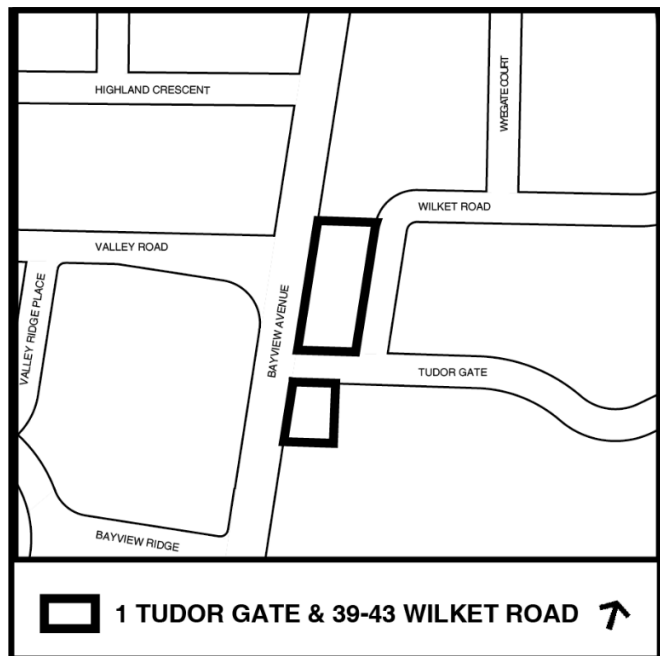 HIGHLAND CRESCENT
WYEGATE COURT
WILKET ROAD
VALLEY ROAD
VALLEY RIDGE PLACE
BAYVIEW AVENUE
TUDOR GATE
BAYVIEW RIDGE
1 TUDOR GATE & 39-43 WILKET ROAD